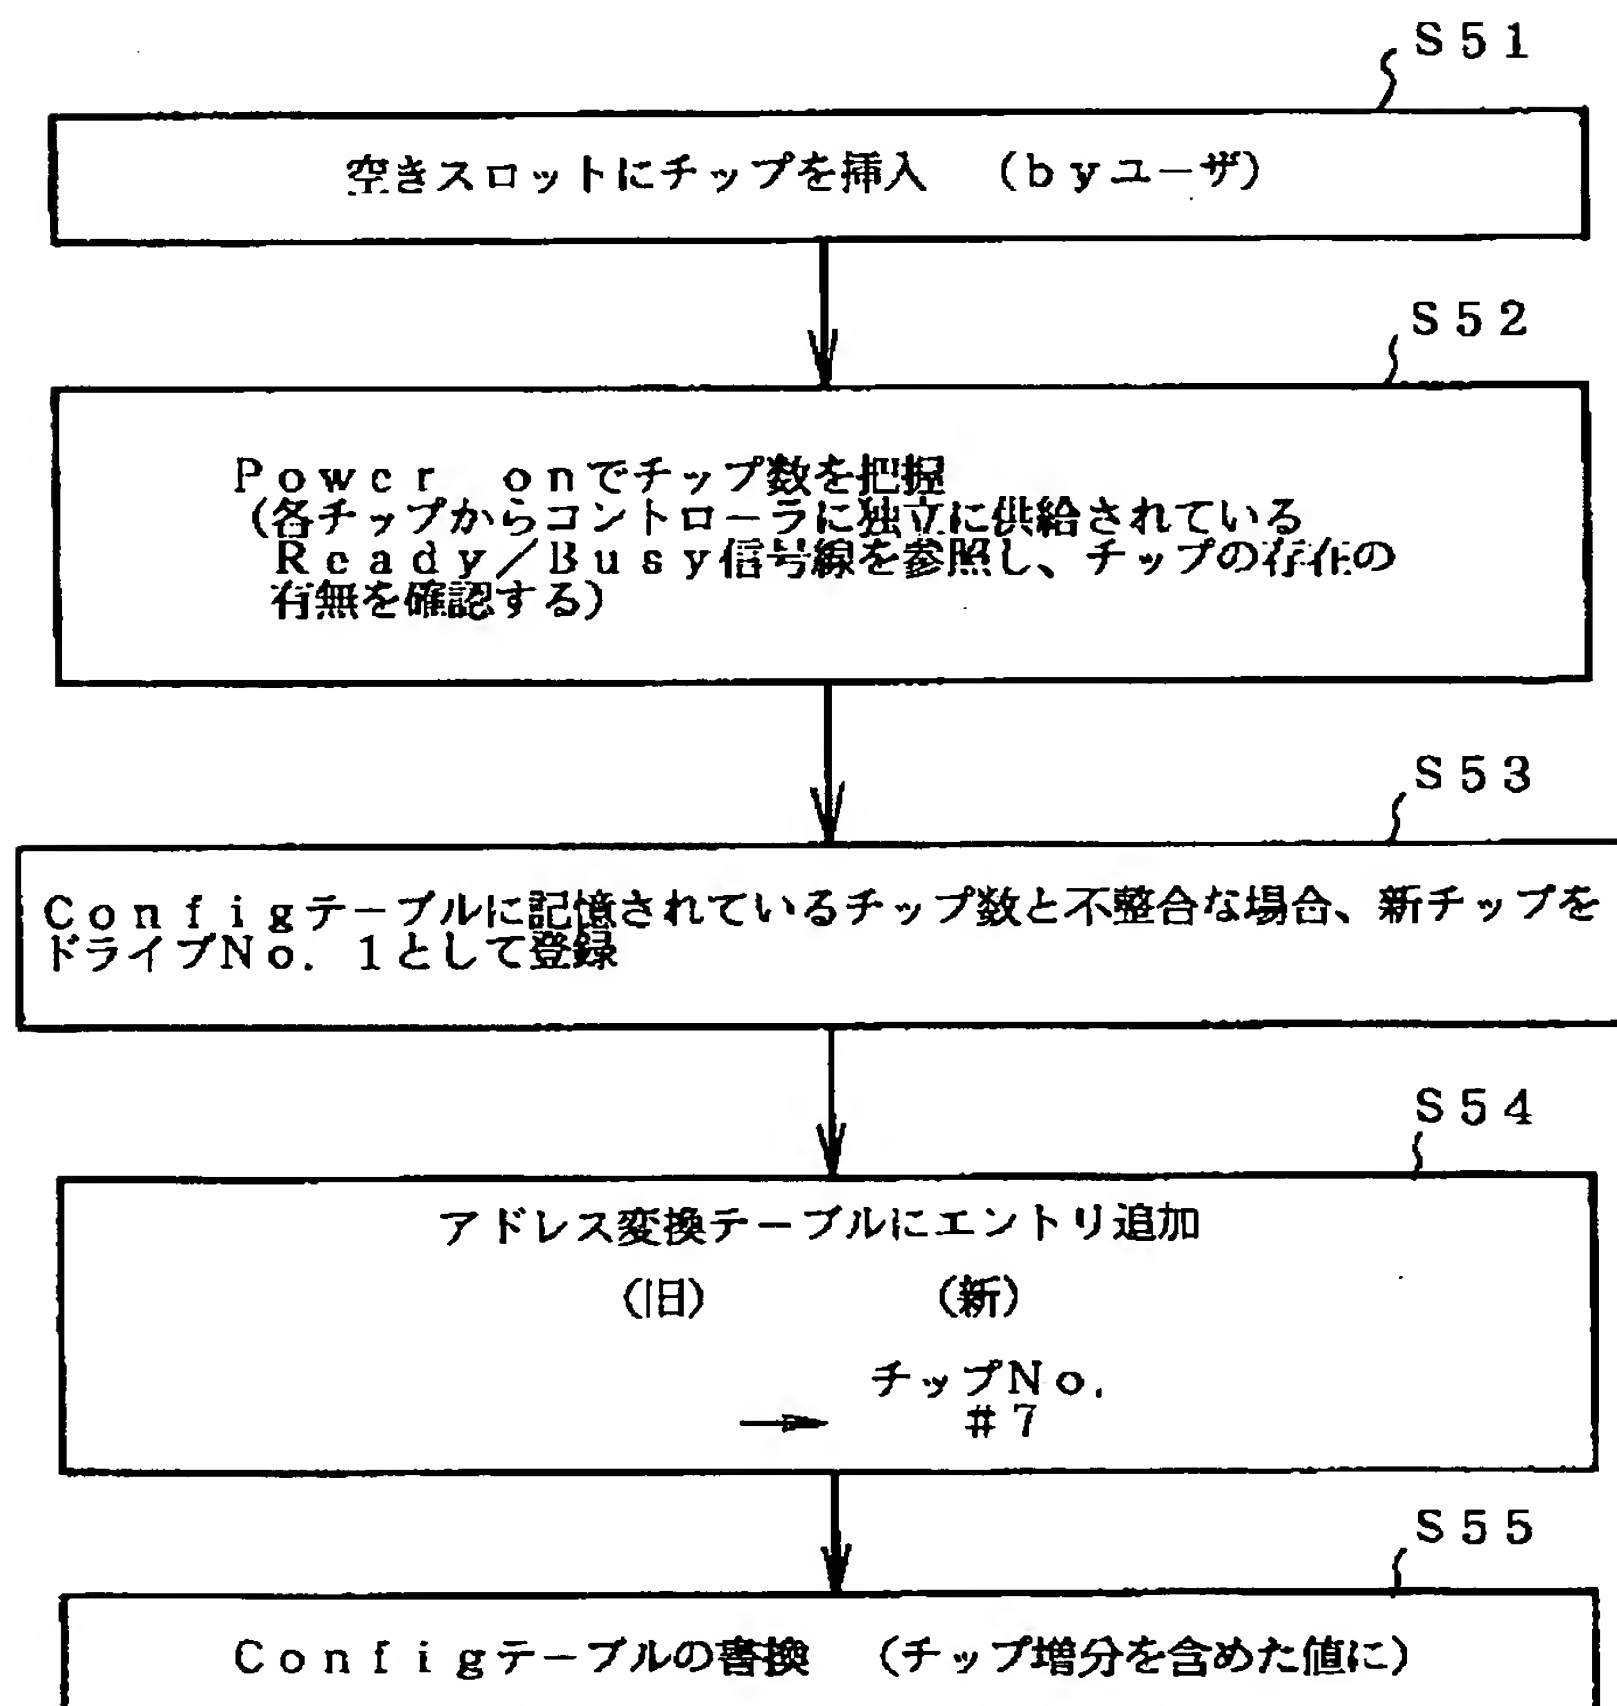 S51
空きスロットにチップを挿入　（byユーザ）
S52
Power　onでチップ数を把握
（各チップからコントローラに独立に供給されている
Ready／Busy信号線を参照し、チップの存在の
有無を確認する）
S53
Configテーブルに記憶されているチップ数と不整合な場合、新チップを
ドライブNo．1として登録
S54
アドレス変換テーブルにエントリ追加
（旧）　（新）
チップNo．
→　＃7
S55
Configテーブルの書換　（チップ増分を含めた値に）